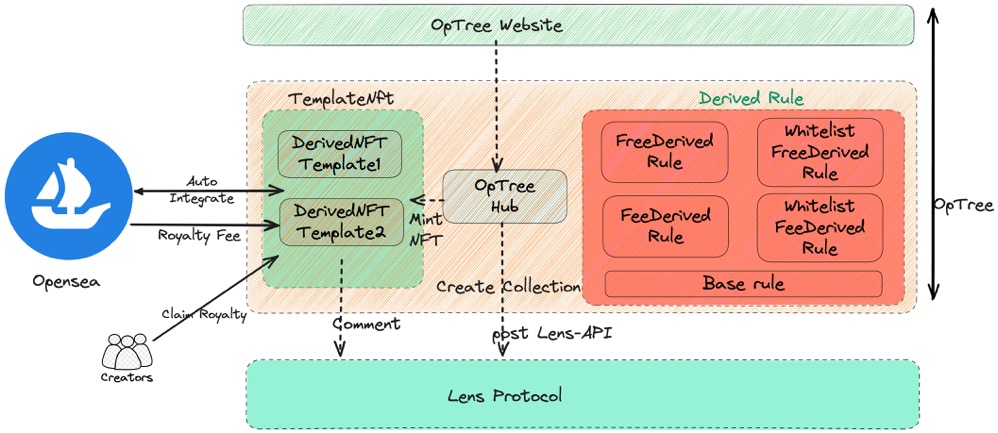 OpTree Website
TemplateNft
Derived Rule
DerivedNFT
Template1
FreeDerived
Rule
Whitelist
FreeDerived
Rule
OpTree
Hub
Auto
Integrate
DerivedNFT
Template2
Mint
NFT
FeeDerived
Rule
Whitelist
FeeDerived
Rule
OpTree
Royalty Fee
Opensea
Create Collection
Base rule
Claim Royalty
Comment
post Lens-API
Creators
Lens Protocol